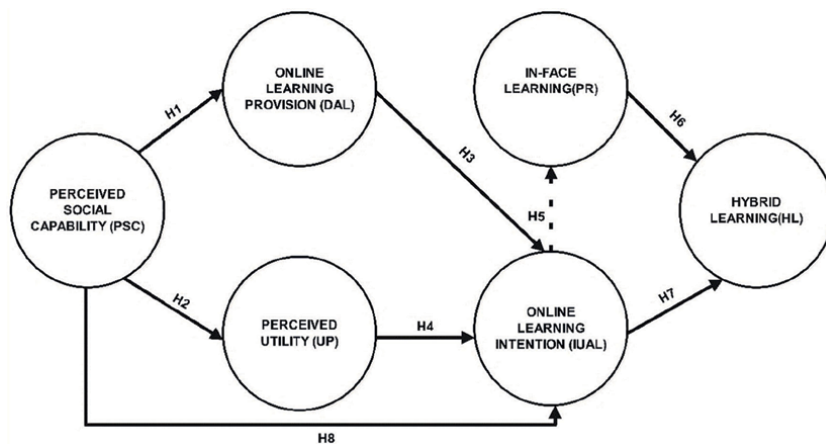 ONLINE
LEARNING
PROVISION (DAL)
IN-FACE
LEARNING(PR)
H1
H6
H3
PERCEIVED
SOCIAL
CAPABILITY (PSC)
HYBRID
LEARNING(HL)
H5
H2
H7
PERCEIVED
UTILITY (UP)
H4
ONLINE
LEARNING
INTENTION (IUAL)
H8